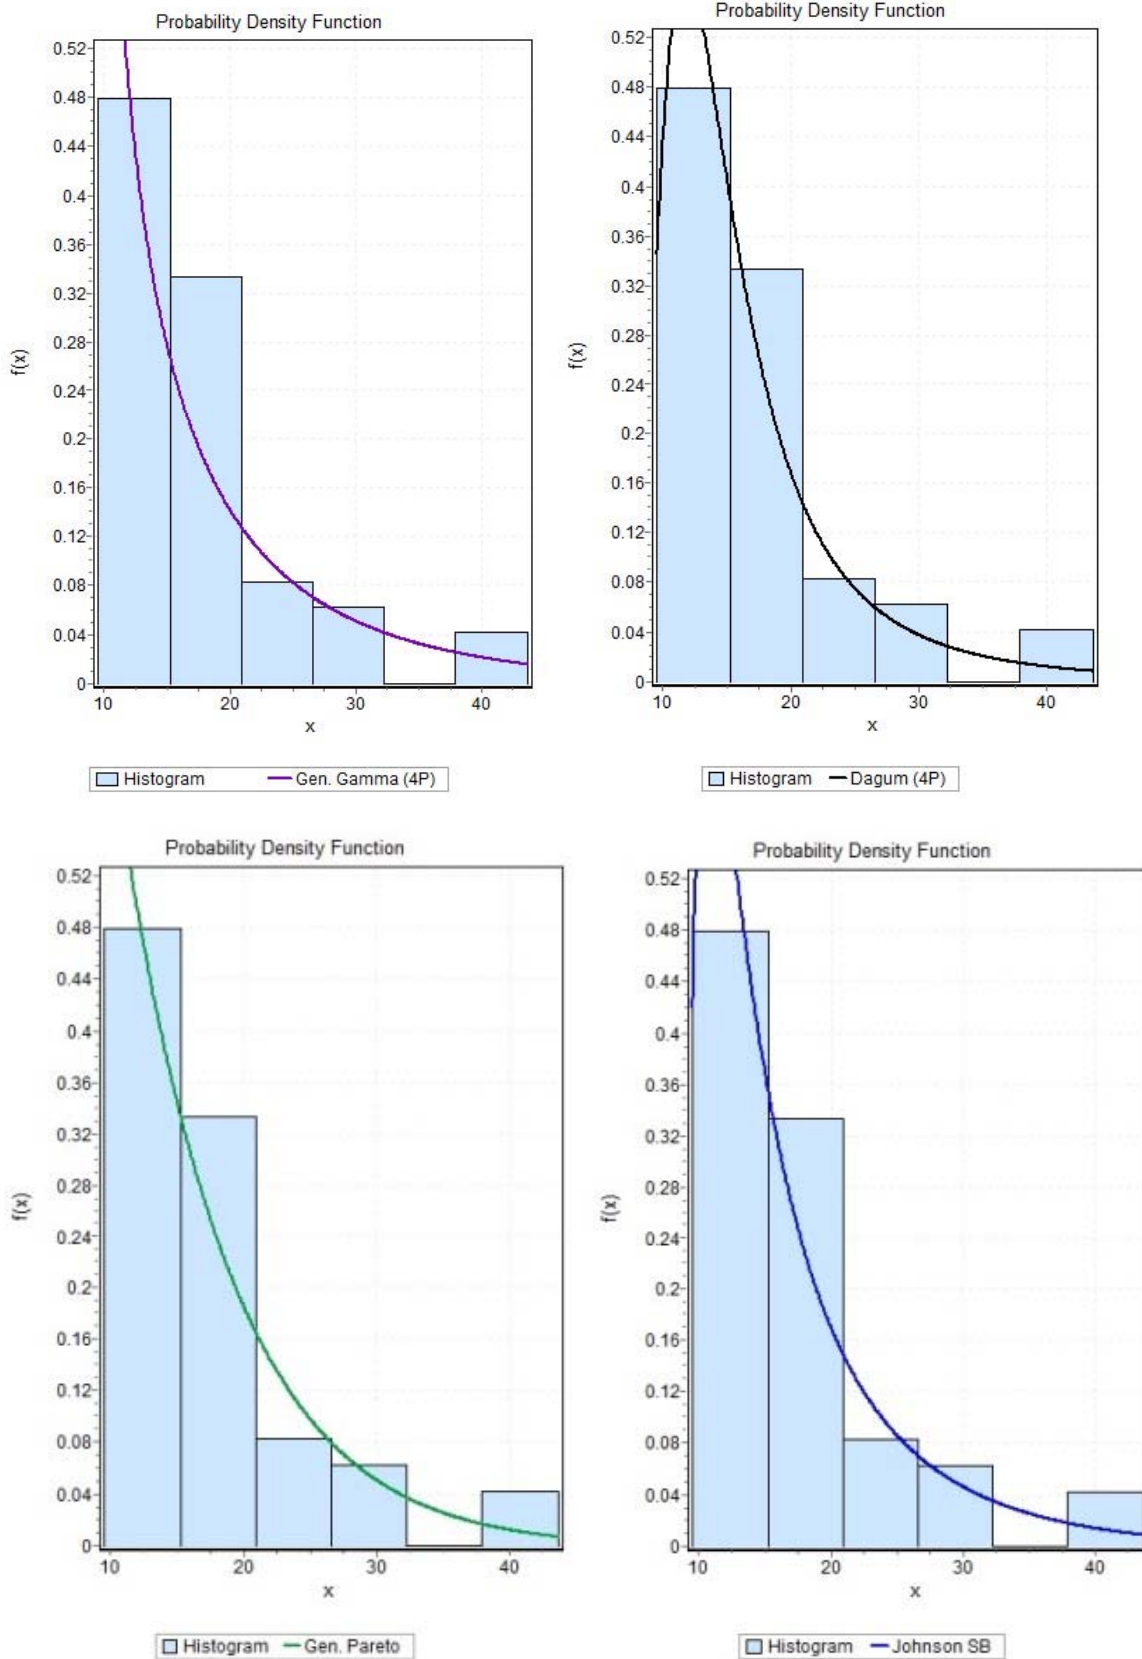 Probability Density Function
0.52
0.48
0.44
0.4
0.36
0.32
0.28
0.24
0.2
0.16
0.12
0.08
0.04
0
f(x)
10 20 30 40
x
Histogram Gen. Gamma (4P)
Probability Density Function
0.52
0.48
0.44
0.4
0.36
0.32
0.28
0.24
0.2
0.16
0.12
0.08
0.04
0
f(x)
10 20 30 40
x
Histogram Dagum (4P)
Probability Density Function
0.52
0.48
0.44
0.4
0.36
0.32
0.28
0.24
0.2
0.16
0.12
0.08
0.04
0
f(x)
10 20 30 40
x
Histogram Gen. Pareto
Probability Density Function
0.52
0.48
0.44
0.4
0.36
0.32
0.28
0.24
0.2
0.16
0.12
0.08
0.04
0
f(x)
10 20 30 40
x
Histogram Johnson SB